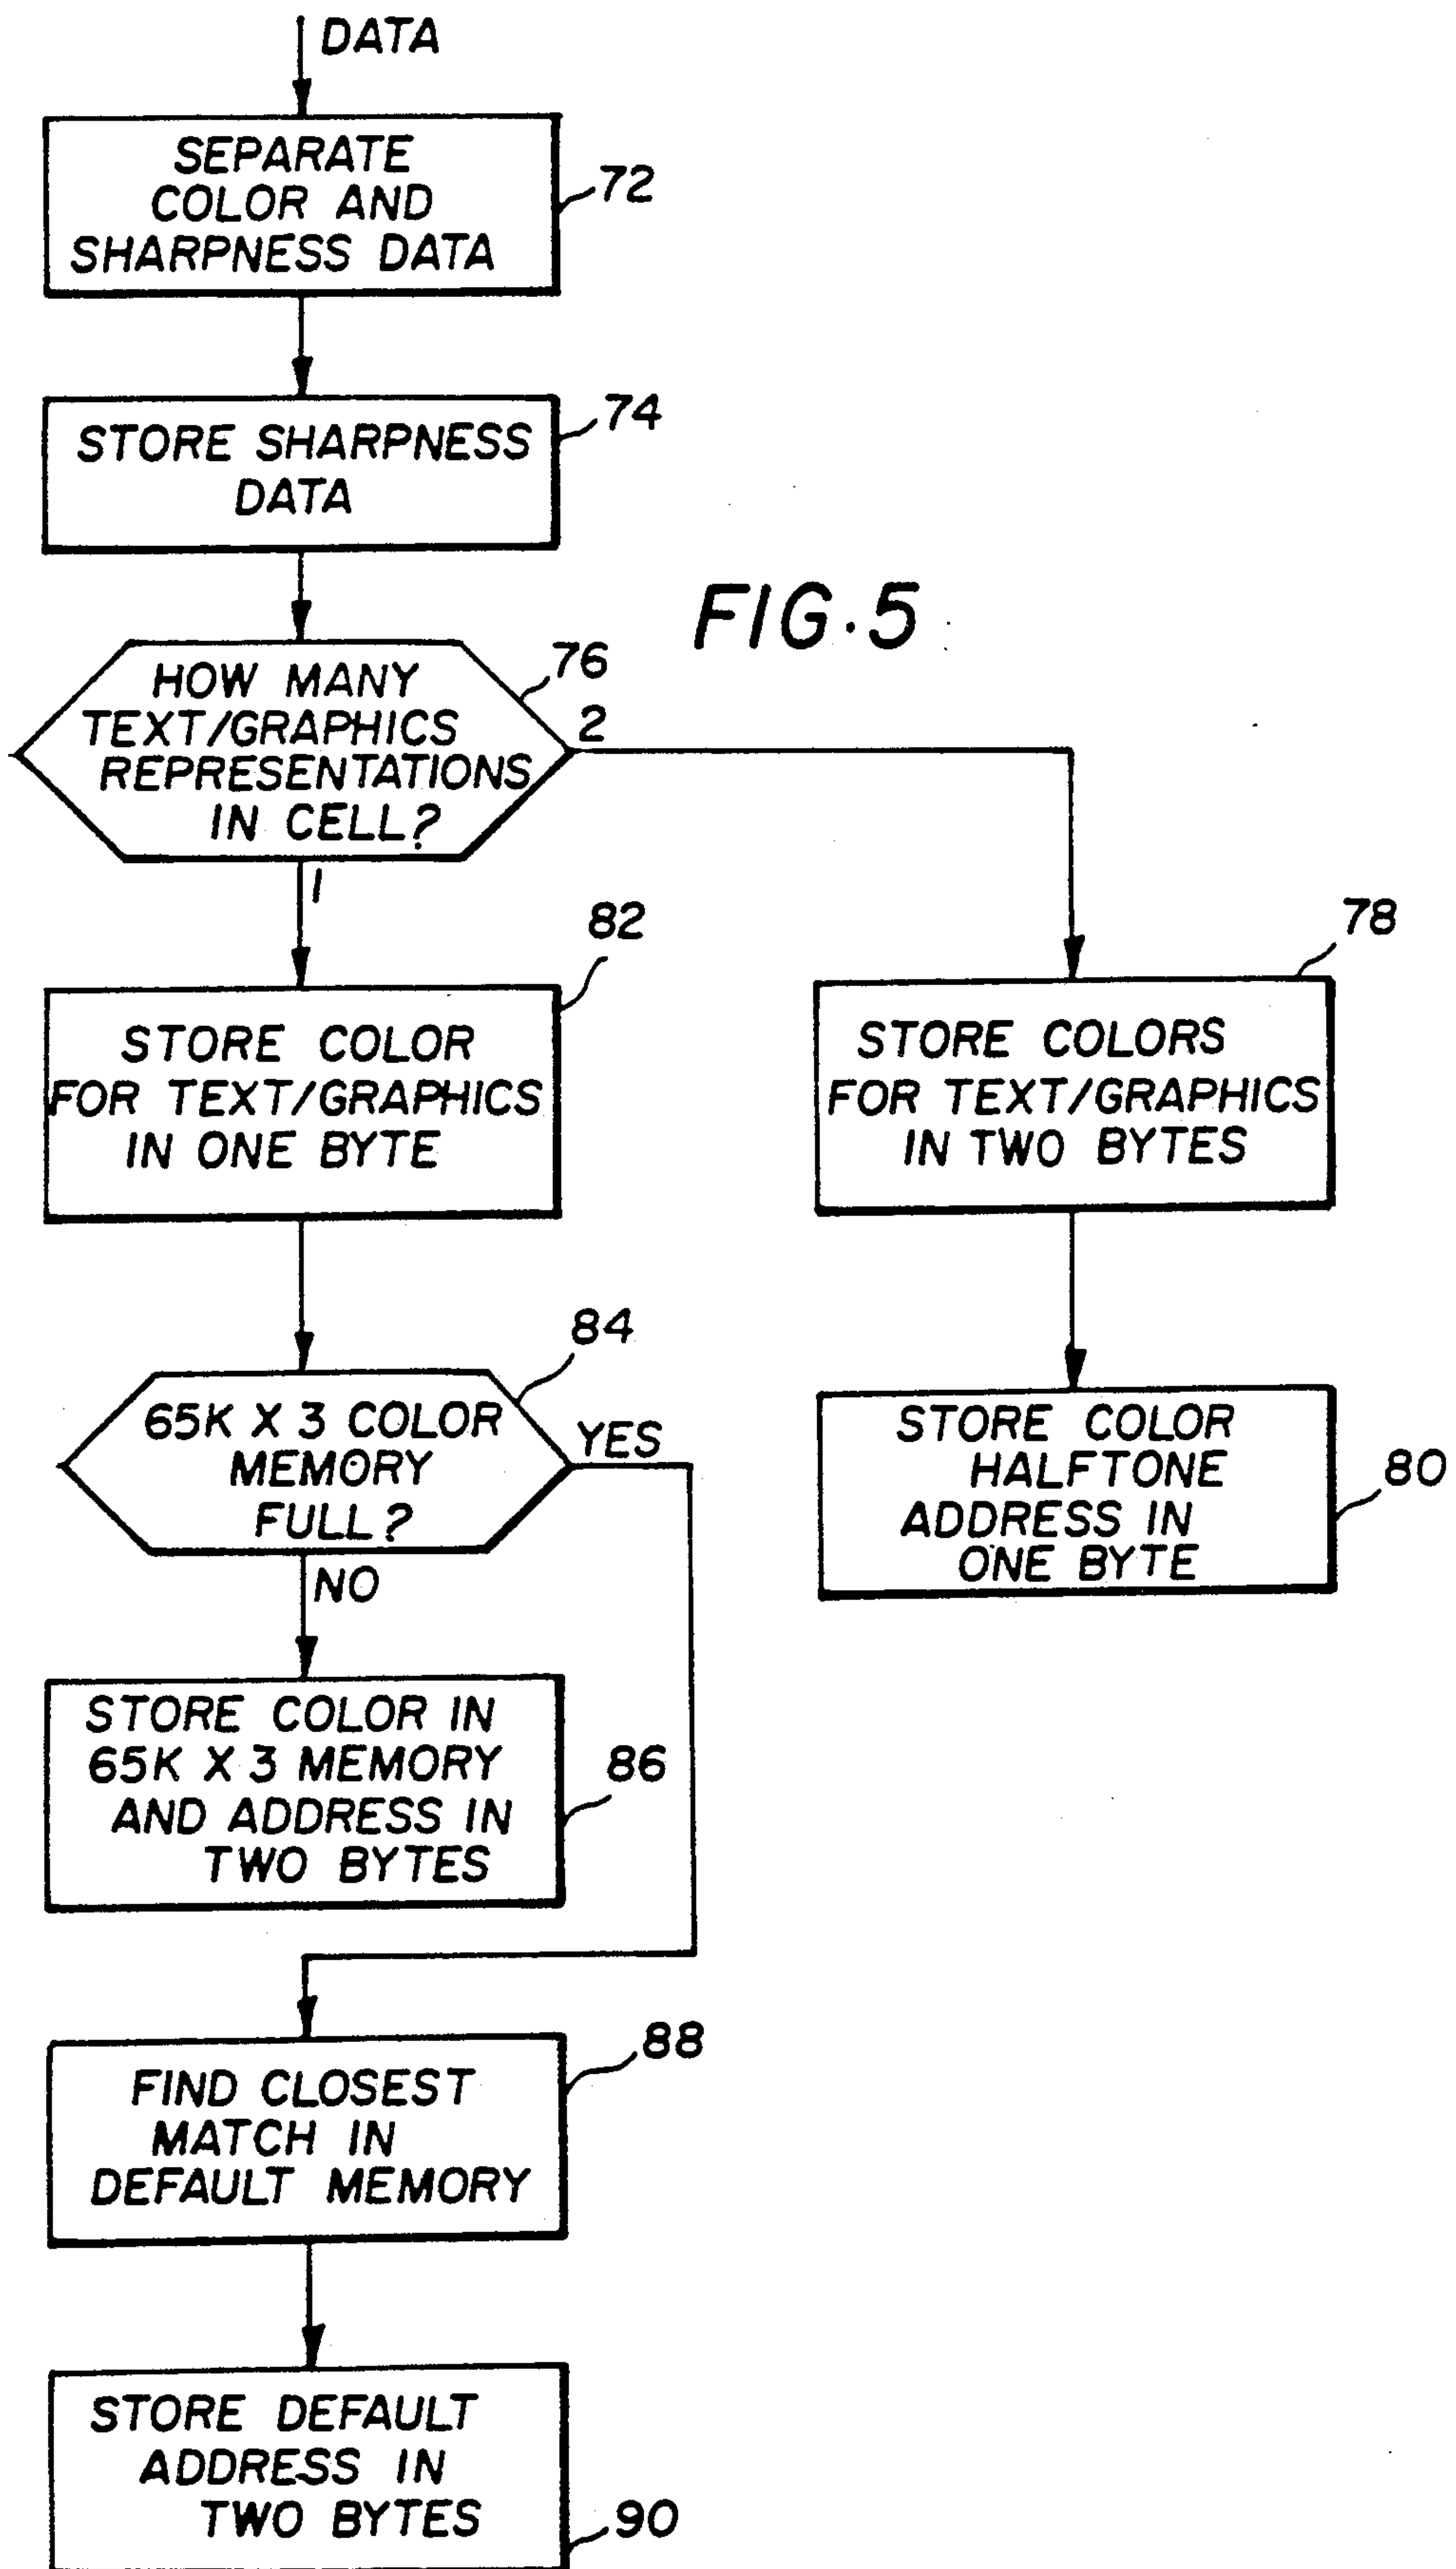 DATA
SEPARATE
COLOR AND
SHARPNESS DATA
72
STORE SHARPNESS
DATA
74
FIG. 5
HOW MANY
TEXT/GRAPHICS
REPRESENTATIONS
IN CELL?
76
2
1
82
STORE COLOR
FOR TEXT/GRAPHICS
IN ONE BYTE
78
STORE COLORS
FOR TEXT/GRAPHICS
IN TWO BYTES
84
65K X 3 COLOR
MEMORY
FULL?
YES
NO
STORE COLOR
HALFTONE
ADDRESS IN
ONE BYTE
80
STORE COLOR IN
65K X 3 MEMORY
AND ADDRESS IN
TWO BYTES
86
FIND CLOSEST
MATCH IN
DEFAULT MEMORY
88
STORE DEFAULT
ADDRESS IN
TWO BYTES
90